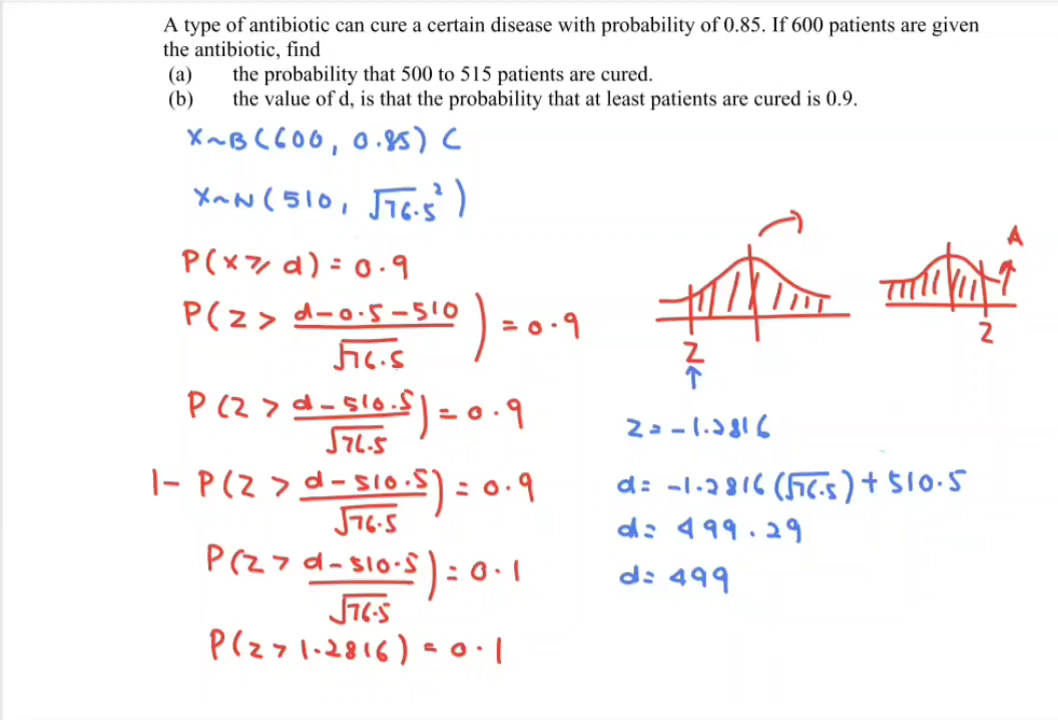 A type of antibiotic can cure a certain disease with probability of 0.85. If 600 patients are given
the antibiotic, find
(a) the probability that 500 to 515 patients are cured.
(b) the value of d, is that the probability that at least patients are cured is 0.9.
X~B(600, 0.85) C
X~N(510, √76.5²)
P(X≥d)=0.9
P(Z> (d-0.5-510)/√76.5)=0.9
P(Z> (d-510.5)/√76.5)=0.9
1-P(Z> (d-510.5)/√76.5)=0.9
P(Z> (d-510.5)/√76.5)=0.1
P(Z>1.2816)=0.1
Z
A
Z
Z=-1.2816
d=-1.2816(√76.5)+510.5
d=499.29
d=499